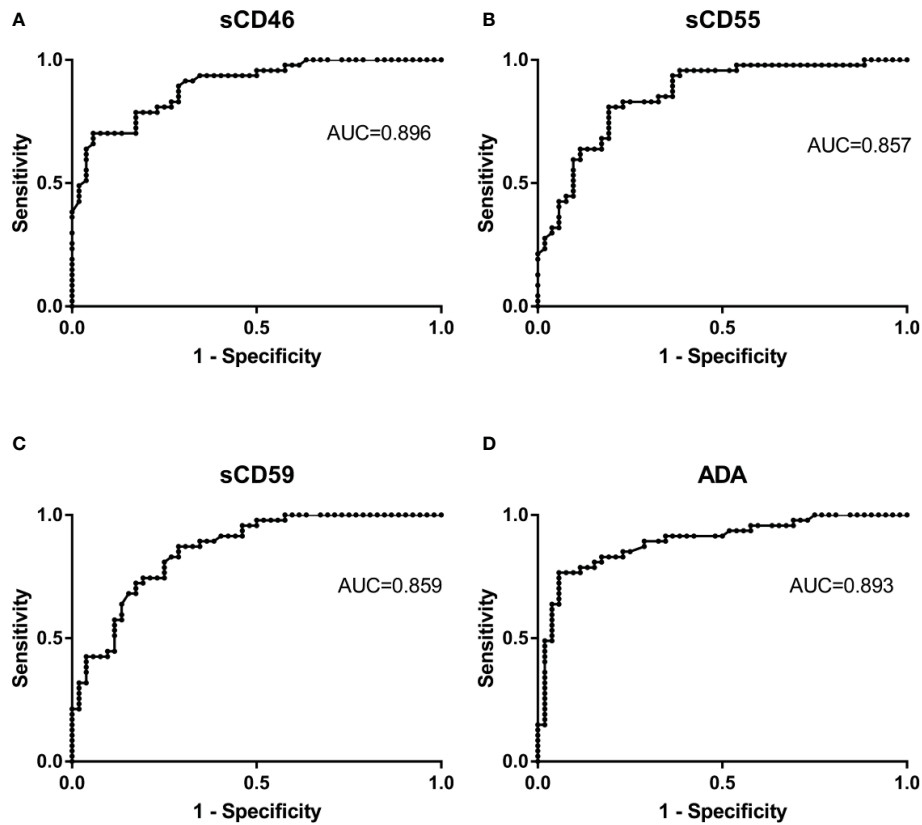 A
sCD46
1.0
0.5
0.0
Sensitivity
AUC=0.896
0.0 0.5 1.0
1 - Specificity
B
sCD55
1.0
0.5
0.0
Sensitivity
AUC=0.857
0.0 0.5 1.0
1 - Specificity
C
sCD59
1.0
0.5
0.0
Sensitivity
AUC=0.859
0.0 0.5 1.0
1 - Specificity
D
ADA
1.0
0.5
0.0
Sensitivity
AUC=0.893
0.0 0.5 1.0
1 - Specificity